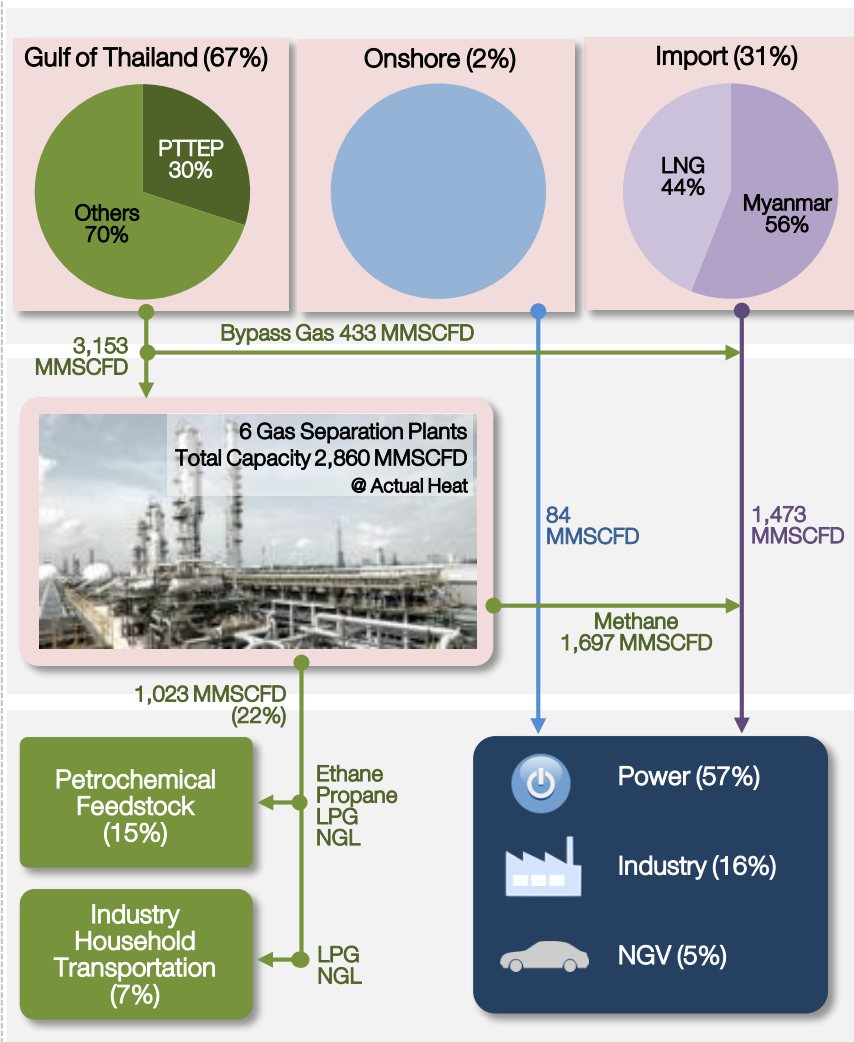 Gulf of Thailand (67%)
PTTEP
30%
Others
70%
Onshore (2%)
Import (31%)
LNG
44%
Myanmar
56%
3,153
MMSCFD
Bypass Gas 433 MMSCFD
6 Gas Separation Plants
Total Capacity 2,860 MMSCFD
@ Actual Heat
84
MMSCFD
1,473
MMSCFD
Methane
1,697 MMSCFD
1,023 MMSCFD
(22%)
Petrochemical
Feedstock
(15%)
Ethane
Propane
LPG
NGL
Industry
Household
Transportation
(7%)
LPG
NGL
Power (57%)
Industry (16%)
NGV (5%)